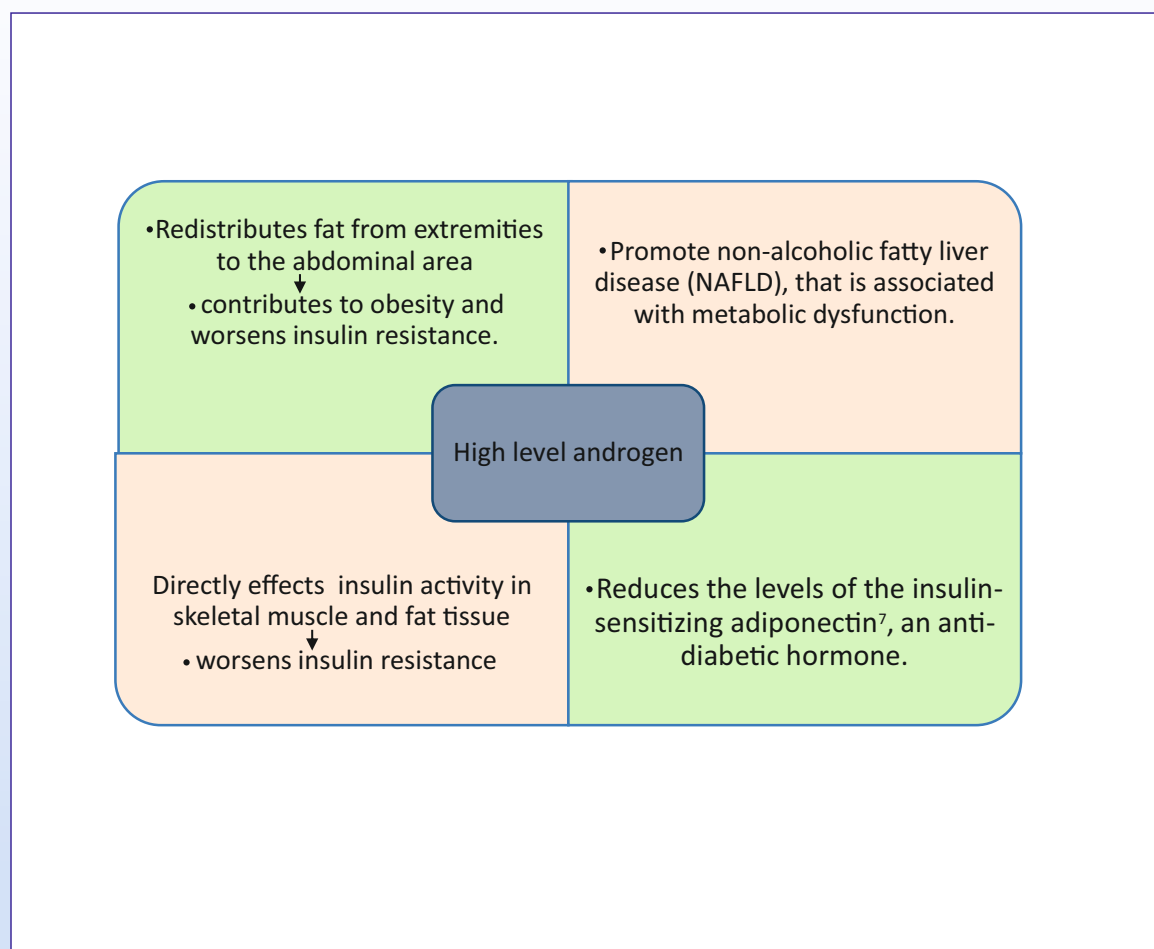 •Redistributes fat from extremities
to the abdominal area
• contributes to obesity and
worsens insulin resistance.
•Promote non-alcoholic fatty liver
disease (NAFLD), that is associated
with metabolic dysfunction.
High level androgen
Directly effects insulin activity in
skeletal muscle and fat tissue
• worsens insulin resistance
•Reduces the levels of the insulin-
sensitizing adiponectin⁷, an anti-
diabetic hormone.